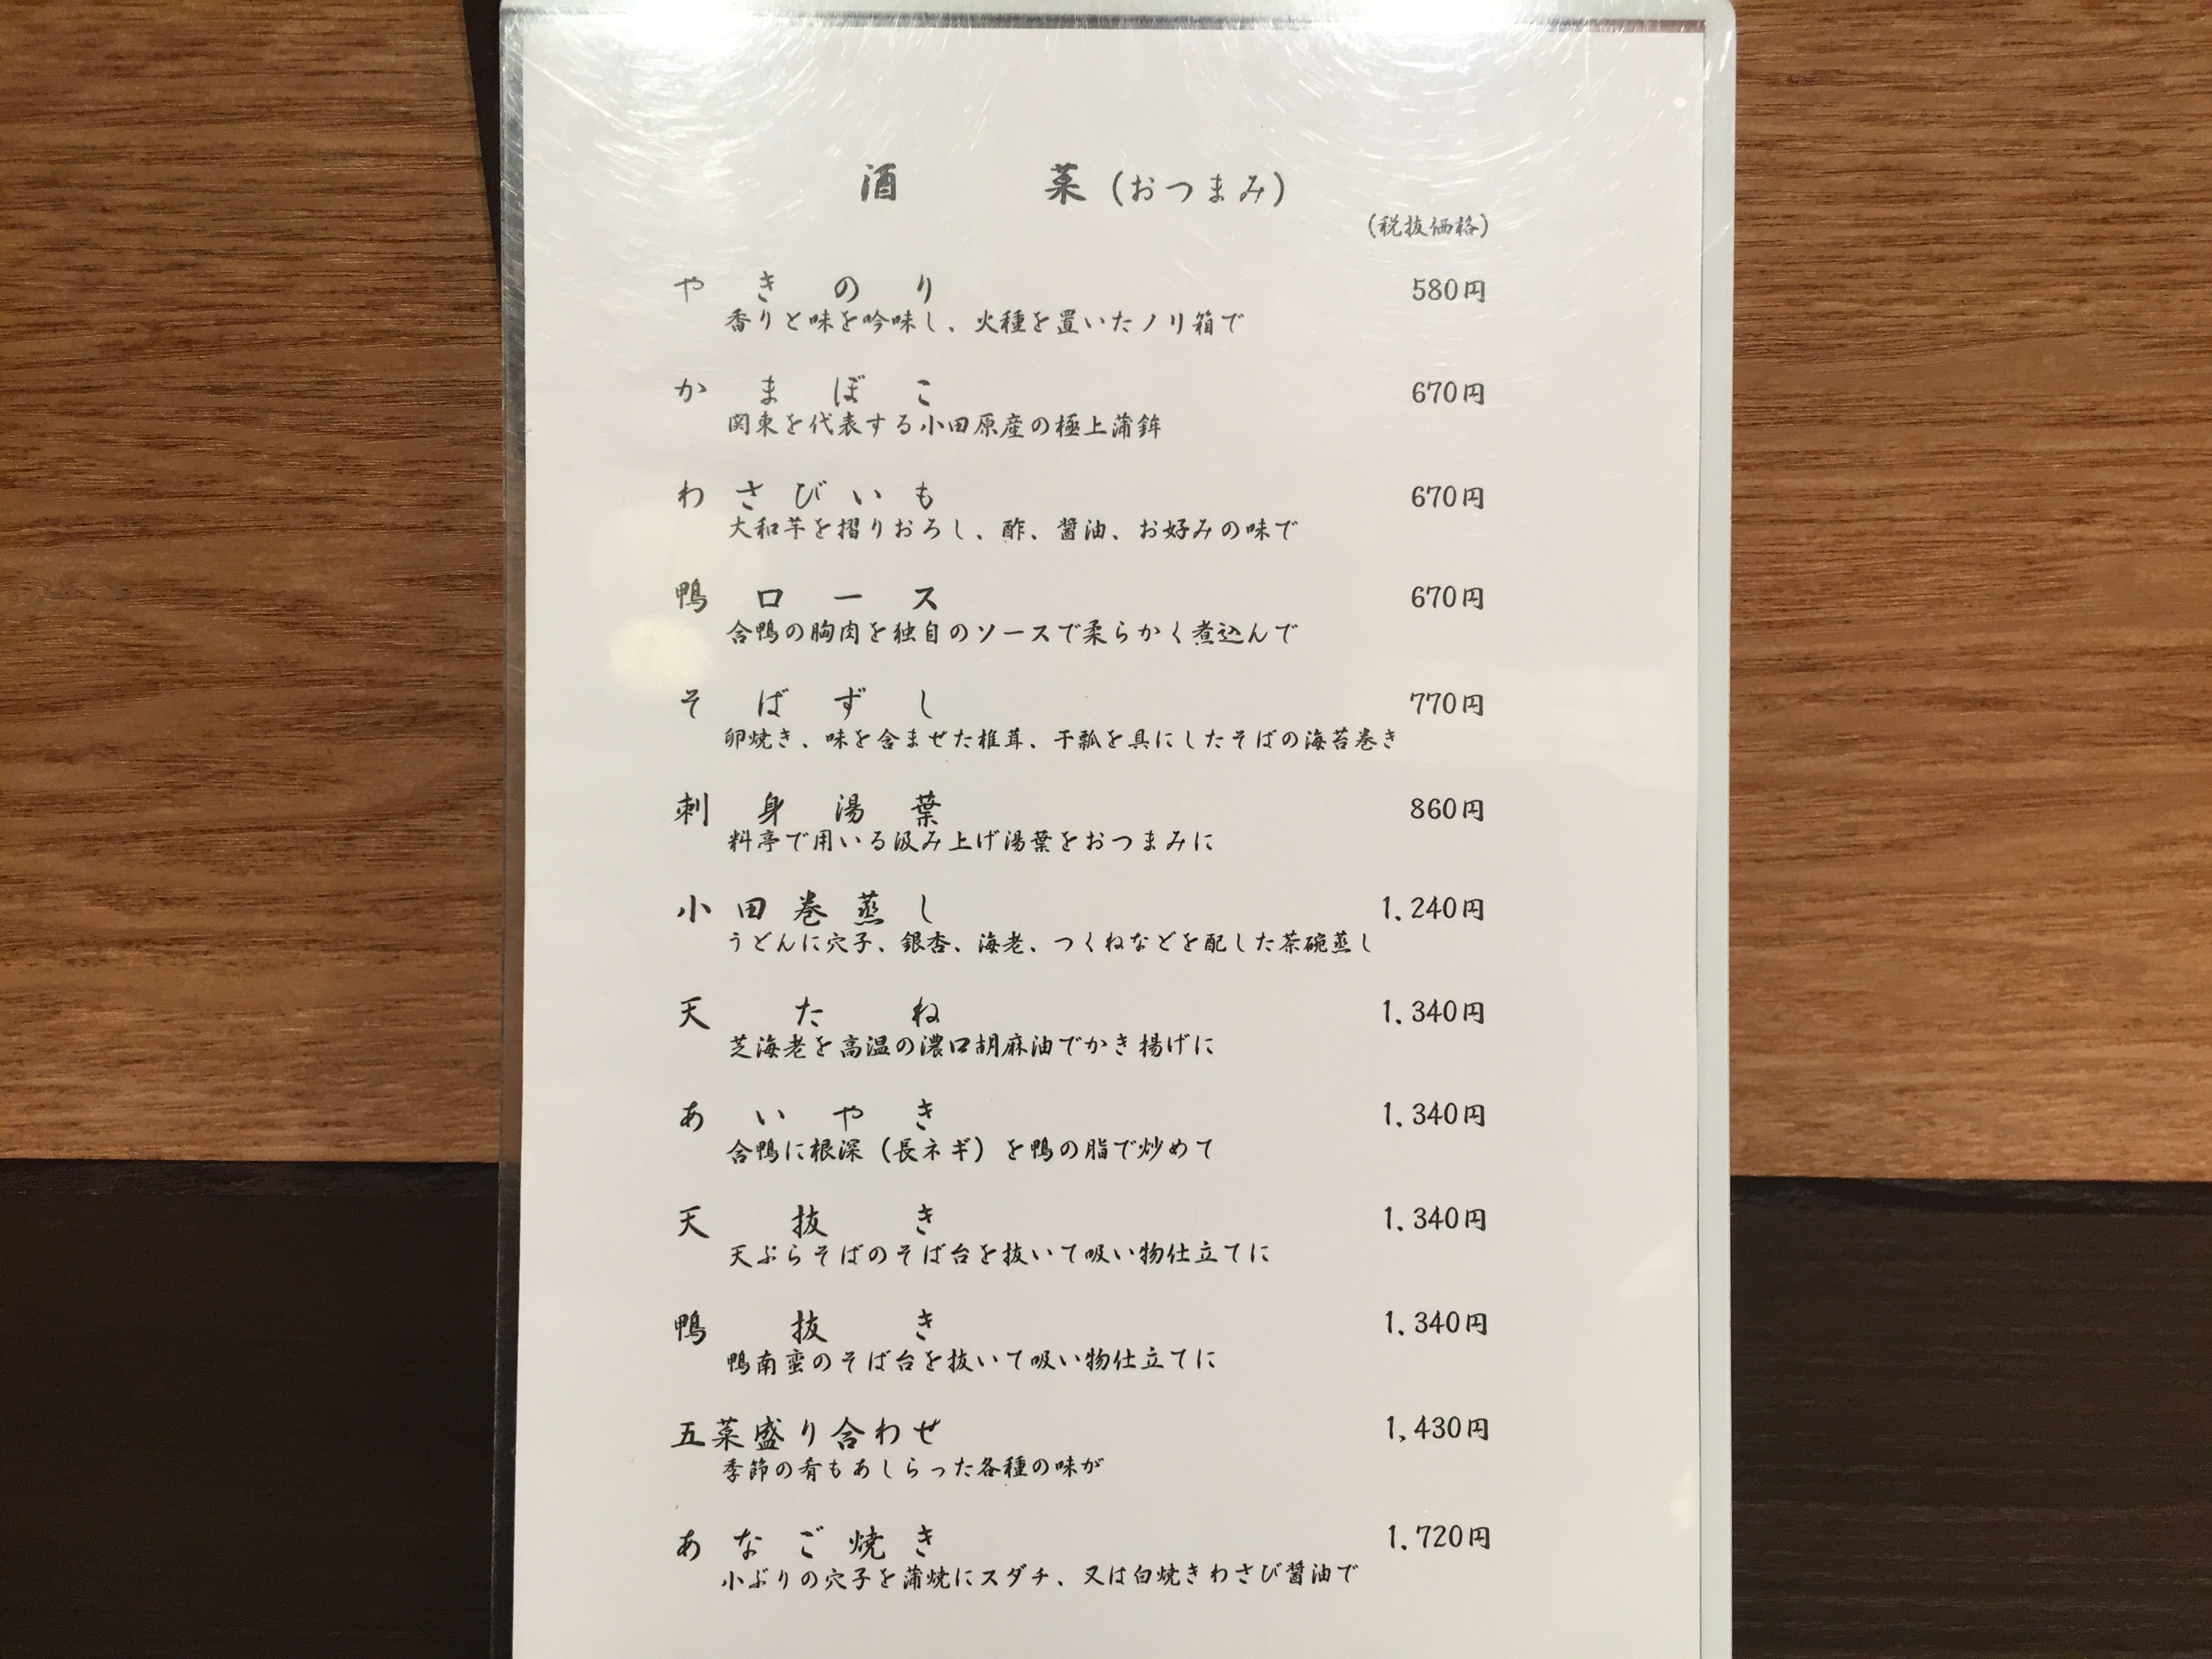 酒菜(おつまみ)
(税抜価格)
やきのり 580円
香りと味を吟味し、火種を置いたノリ箱で
かまぼこ 670円
関東を代表する小田原産の極上蒲鉾
わさびいも 670円
大和芋を摺りおろし、酢、醤油、お好みの味で
鴨ロース 670円
合鴨の胸肉を独自のソースで柔らかく煮込んで
そばずし 770円
卵焼き、味を含ませた椎茸、干瓢を具にしたそばの海苔巻き
刺身湯葉 860円
料亭で用いる汲み上げ湯葉をおつまみに
小田巻蒸し 1.240円
うどんに穴子、銀杏、海老、つくねなどを配した茶碗蒸し
天たね 1.340円
芝海老を高温の濃口胡麻油でかき揚げに
あいやき 1.340円
合鴨に根深(長ネギ)を鴨の脂で炒めて
天抜き 1.340円
天ぷらそばのそば台を抜いて吸い物仕立てに
鴨抜き 1.340円
鴨南蛮のそば台を抜いて吸い物仕立てに
五菜盛り合わせ 1,430円
季節の肴もあしらった各種の味が
あなご焼き 1.720円
小ぶりの穴子を蒲焼にスダチ、又は白焼きわさび醤油で